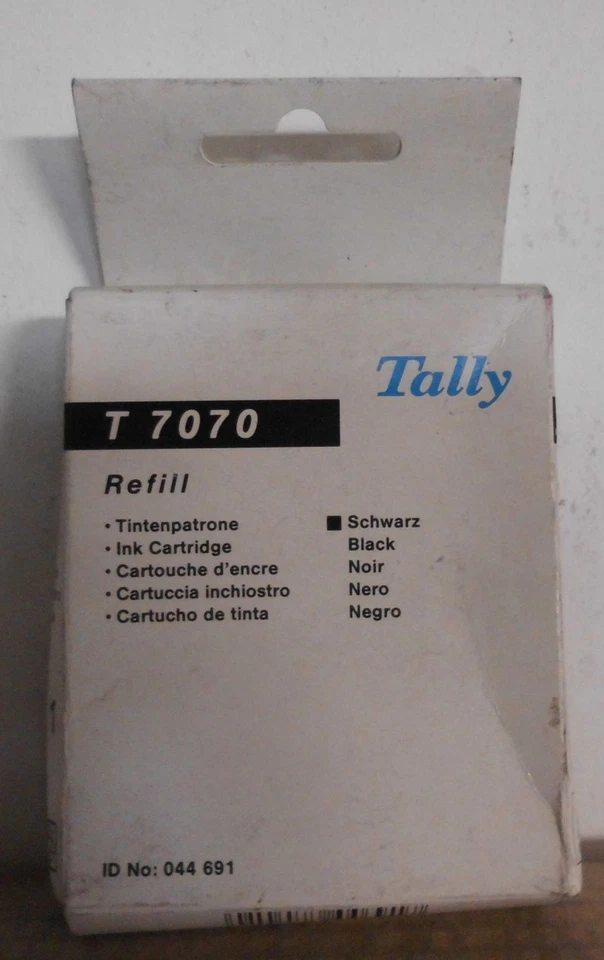 Tally
T 7070
Refill
• Tintenpatrone
• Ink Cartridge
• Cartouche d'encre
• Cartuccia inchiostro
• Cartucho de tinta
■ Schwarz
Black
Noir
Nero
Negro
ID No: 044 691